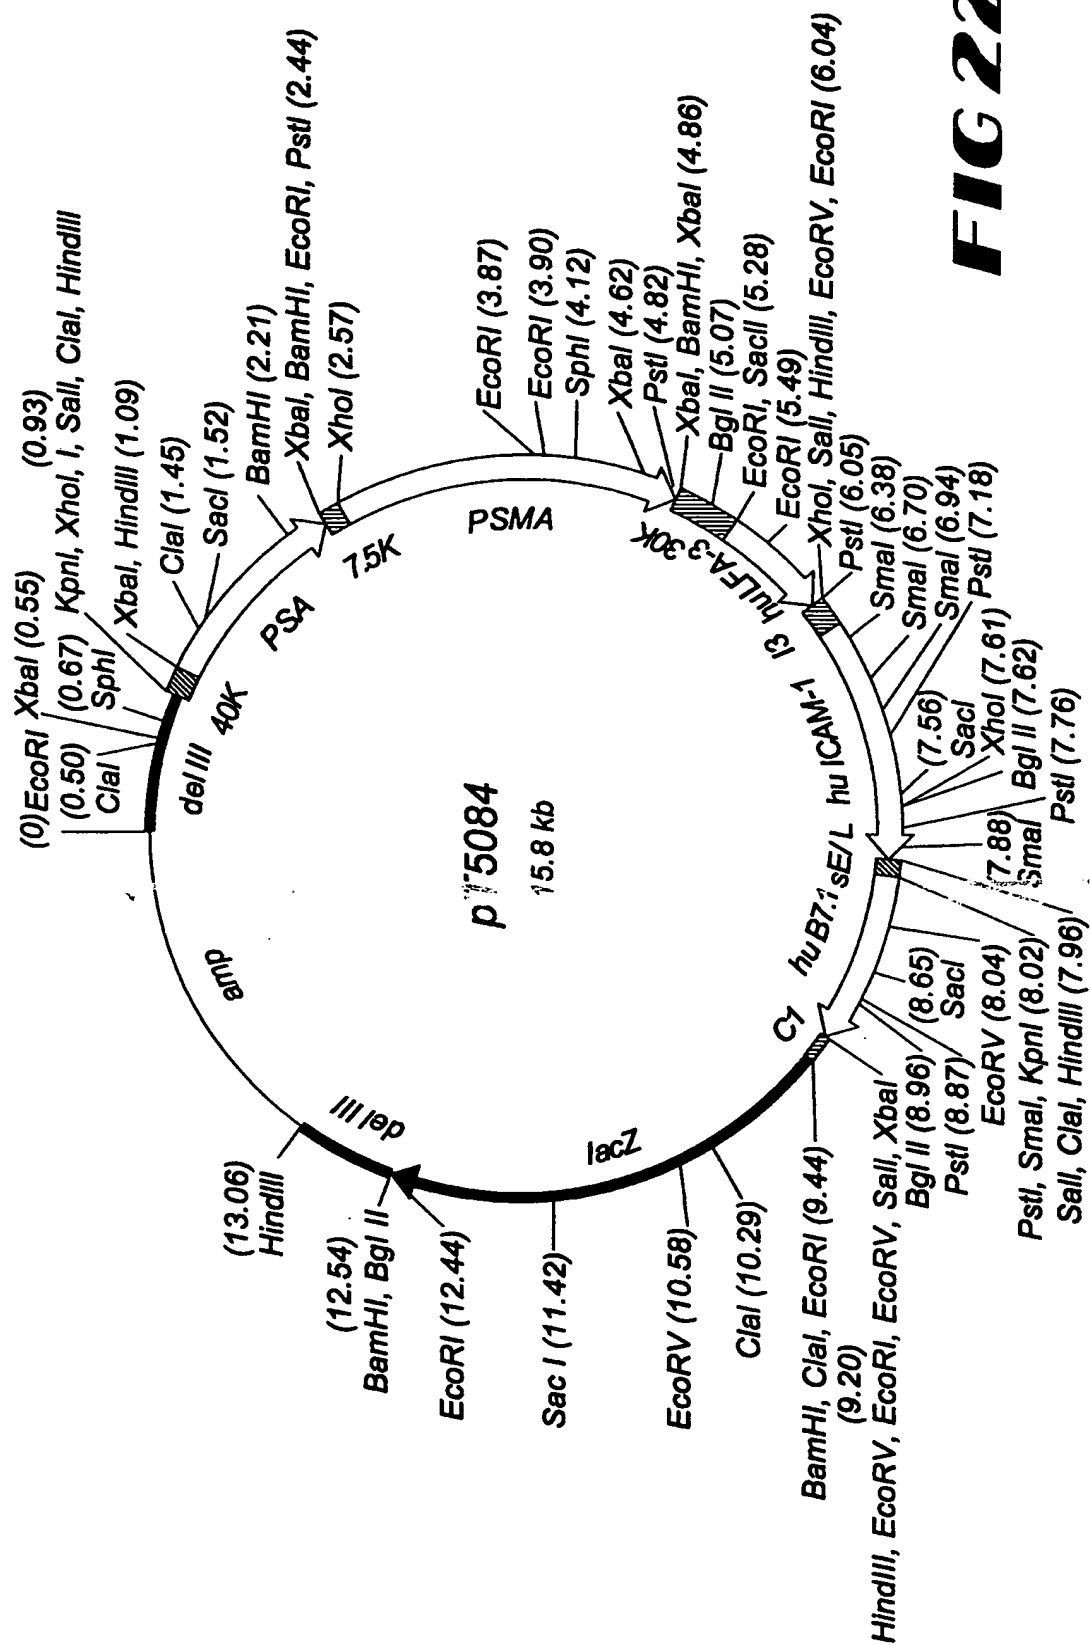 (0)EcoRI XbaI (0.55)
(0.50) (0.67)
ClaI SphI
(0.93)
KpnI, XhoI, I, SalI, ClaI, HindIII
XbaI, HindIII (1.09)
ClaI (1.45)
SacI (1.52)
BamHI (2.21)
XbaI, BamHI, EcoRI, PstI (2.44)
XhoI (2.57)
EcoRI (3.87)
EcoRI (3.90)
SphI (4.12)
XbaI (4.62)
PstI (4.82)
XbaI, BamHI, XbaI (4.86)
Bgl II (5.07)
EcoRI, SacII (5.28)
EcoRI (5.49)
XhoI, SalI, HindIII, EcoRV, EcoRI (6.04)
PstI (6.05)
SmaI (6.38)
SmaI (6.70)
SmaI (6.94)
PstI (7.18)
(7.56)
SacI
XhoI (7.61)
Bgl II (7.62)
PstI (7.76)
(7.88)
SmaI
SalI, ClaI, HindIII (7.96)
PstI, SmaI, KpnI (8.02)
EcoRV (8.04)
(8.65)
SacI
PstI (8.87)
Bgl II (8.96)
HindIII, EcoRV, EcoRI, EcoRV, SalI, XbaI
(9.20)
BamHI, ClaI, EcoRI (9.44)
ClaI (10.29)
EcoRV (10.58)
Sac I (11.42)
EcoRI (12.44)
(12.54)
BamHI, Bgl II
(13.06)
HindIII
del III
40K
PSA
7.5K
PSMA
30K
huLFA-3
I3
hu ICAM-1
sE/L
huB7.1
C1
lacZ
del III
amp
5084
15.8 kb
FIG 22